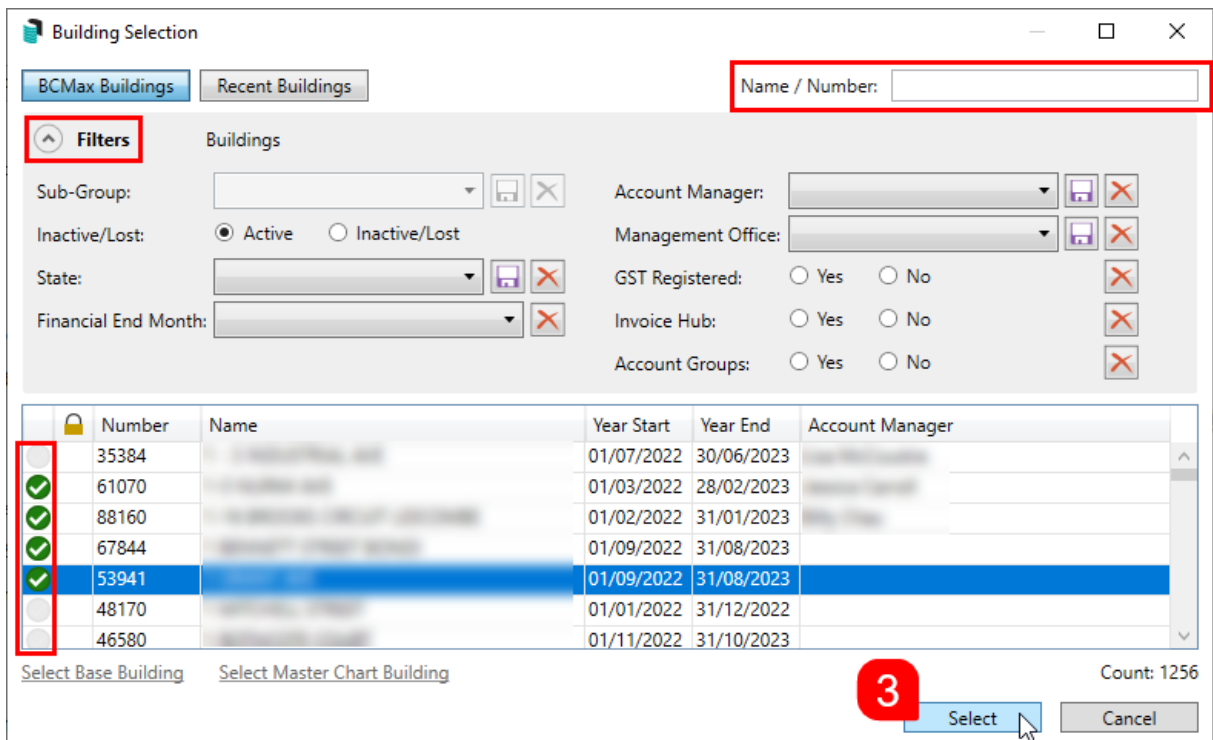 Building Selection
BCMax Buildings Recent Buildings Name / Number:
Filters Buildings
Sub-Group: Account Manager:
Inactive/Lost: Active Inactive/Lost Management Office:
State: GST Registered: Yes No
Financial End Month: Invoice Hub: Yes No
Account Groups: Yes No
Number Name Year Start Year End Account Manager
35384 01/07/2022 30/06/2023
61070 01/03/2022 28/02/2023
88160 01/02/2022 31/01/2023
67844 01/09/2022 31/08/2023
53941 01/09/2022 31/08/2023
48170 01/01/2022 31/12/2022
46580 01/11/2022 31/10/2023
Select Base Building Select Master Chart Building Count: 1256
3
Select Cancel